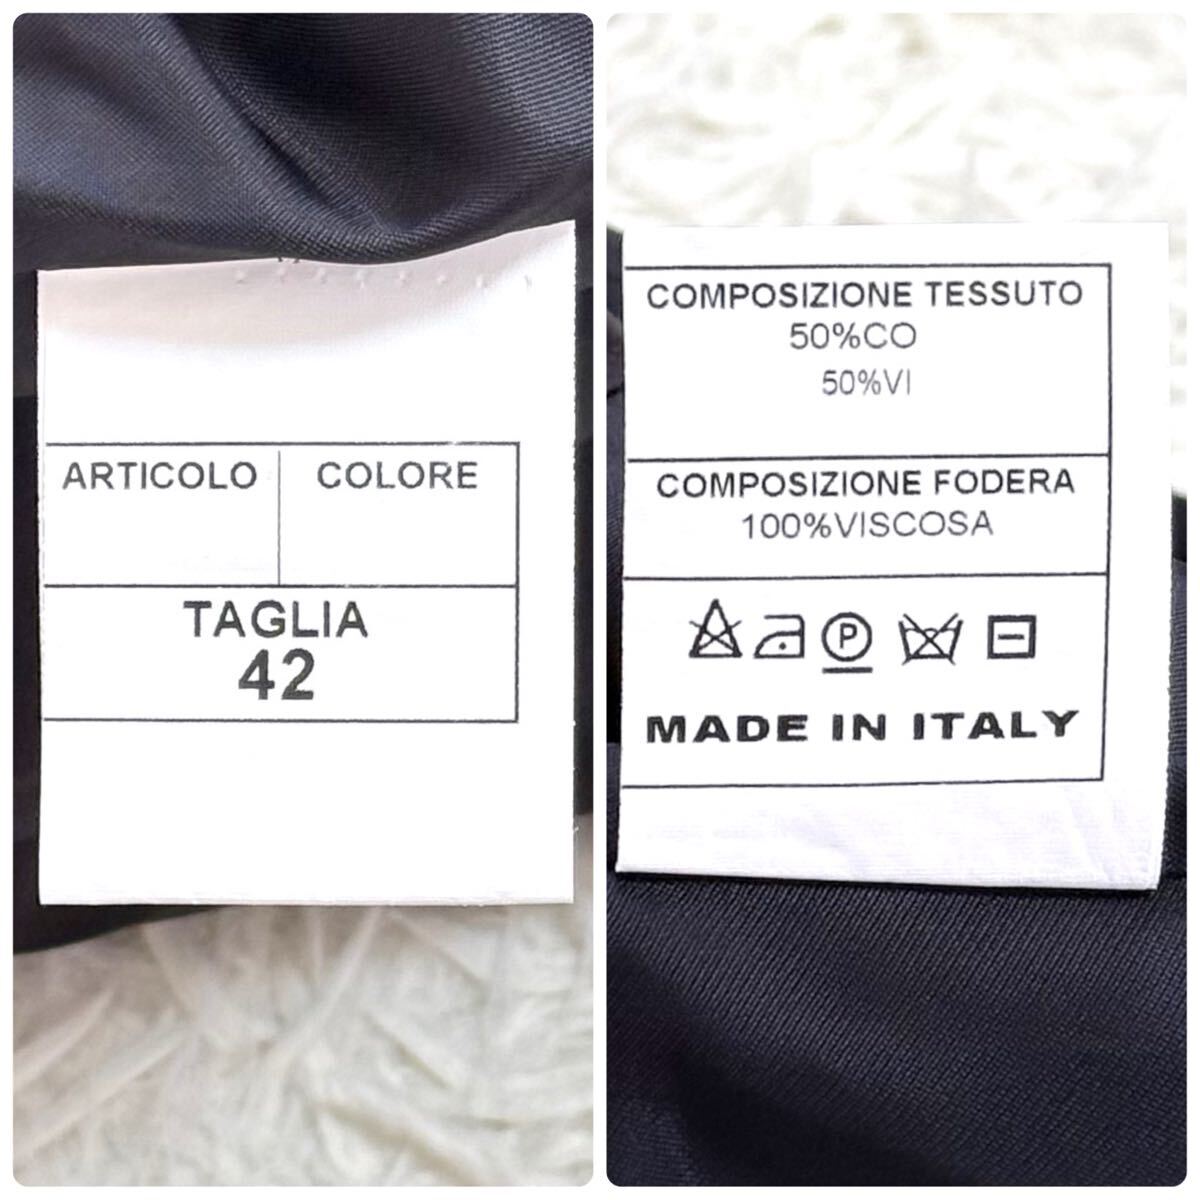 ARTICOLO COLORE
TAGLIA
42
COMPOSIZIONE TESSUTO
50%CO
50%VI
COMPOSIZIONE FODERA
100%VISCOSA
P
MADE IN ITALY